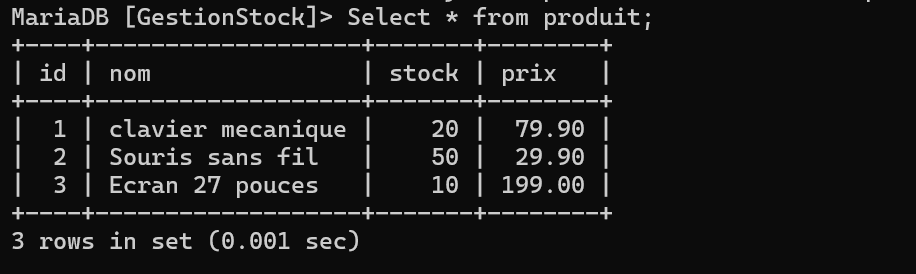 MariaDB [GestionStock]> Select * from produit;
+----+-------------------+-------+--------+
| id | nom               | stock | prix   |
+----+-------------------+-------+--------+
|  1 | clavier mecanique |    20 |  79.90 |
|  2 | Souris sans fil   |    50 |  29.90 |
|  3 | Ecran 27 pouces   |    10 | 199.00 |
+----+-------------------+-------+--------+
3 rows in set (0.001 sec)